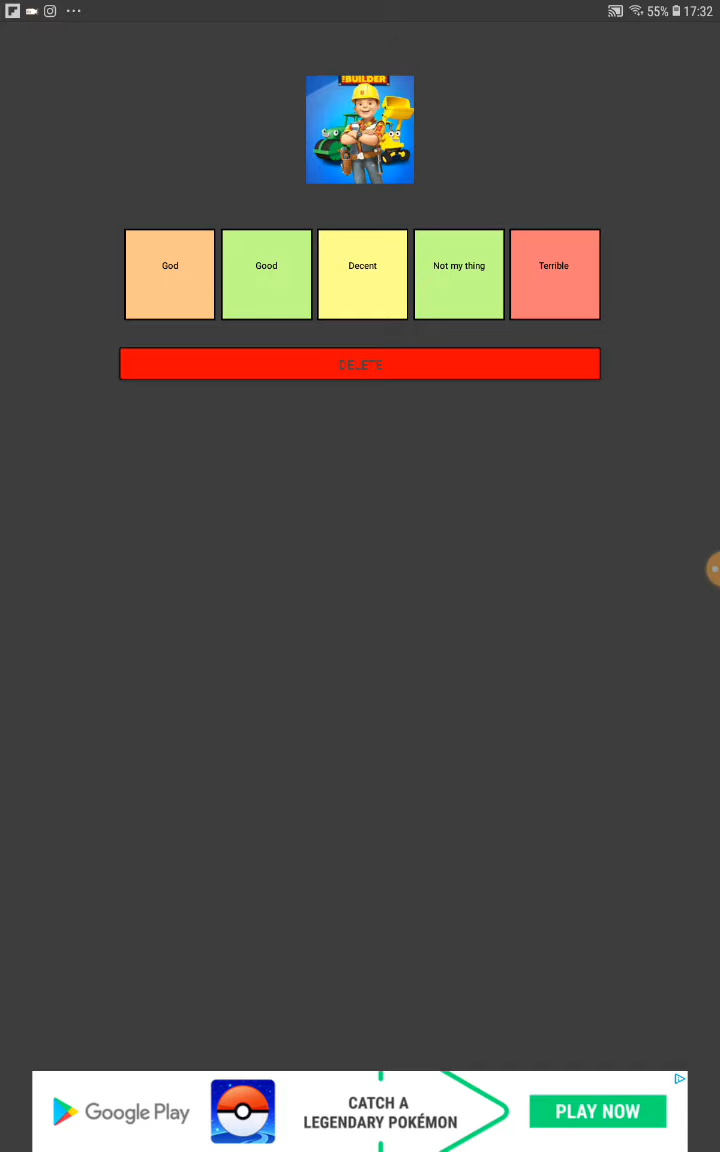 55% 17:32
THE BUILDER
God
Good
Decent
Not my thing
Terrible
DELETE
Google Play
CATCH A
LEGENDARY POKÉMON
PLAY NOW